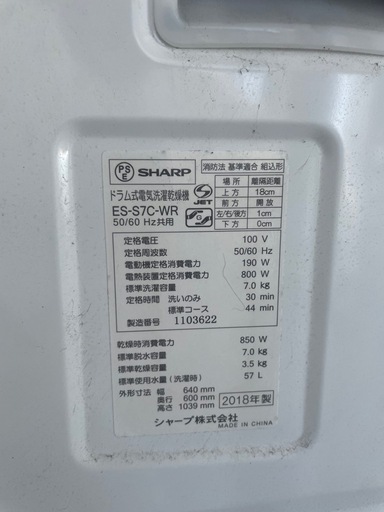 PS
E
SHARP
ドラム式電気洗濯乾燥機
ES-S7C-WR
50/60 Hz共用
JET
消防法 基準適合 組込形
場所 離隔距離
上方 18cm
前方 開放
左/右/後方 1cm
下方 0cm
定格電圧 100 V
定格周波数 50/60 Hz
電動機定格消費電力 190 W
電熱装置定格消費電力 800 W
標準洗濯容量 7.0 kg
定格時間 洗いのみ 30 min
標準コース 44 min
製造番号 1103622
乾燥時消費電力 850 W
標準脱水容量 7.0 kg
標準乾燥容量 3.5 kg
標準使用水量(洗濯時) 57 L
外形寸法 幅 640 mm
奥行 600 mm
高さ 1039 mm
2018年製
シャープ株式会社
MADE IN CHINA